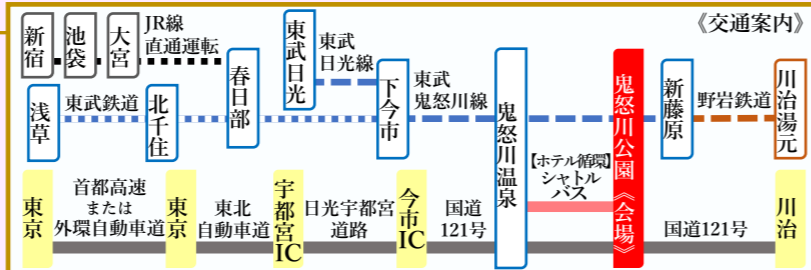 《交通案内》
新宿
池袋
大宮
JR線
直通運転
春日部
東武日光
東武
日光線
浅草
東武鉄道
北千住
下今市
東武
鬼怒川線
鬼怒川温泉
鬼怒川公園《会場》
新藤原
野岩鉄道
川治湯元
【ホテル循環】
シャトル
バス
東京
首都高速
または
外環自動車道
東京
東北
自動車道
宇都宮IC
日光宇都宮
道路
今市IC
国道
121号
国道121号
川治